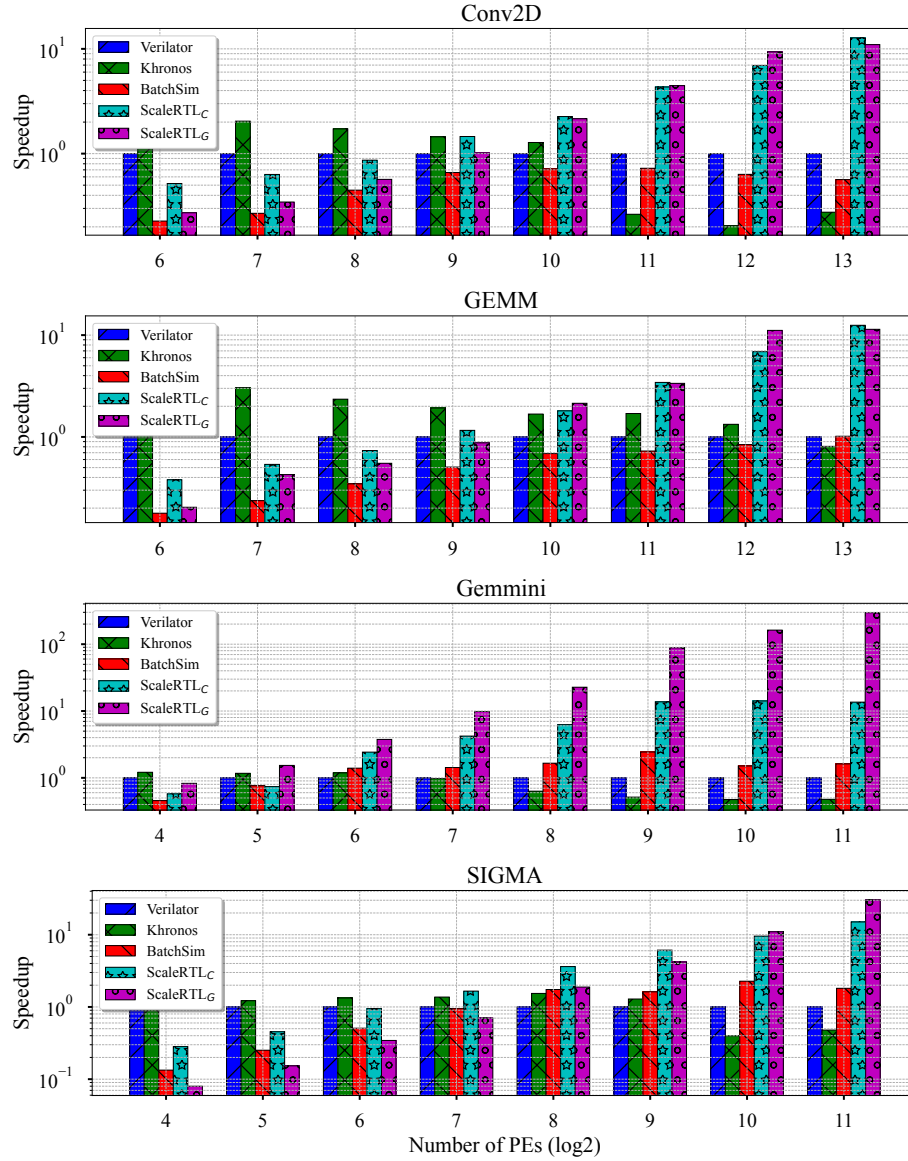 Conv2D
Speedup
10^1
10^0
Verilator
Khronos
BatchSim
ScaleRTL_C
ScaleRTL_G
6 7 8 9 10 11 12 13
GEMM
Speedup
10^1
10^0
Verilator
Khronos
BatchSim
ScaleRTL_C
ScaleRTL_G
6 7 8 9 10 11 12 13
Gemmini
Speedup
10^2
10^1
10^0
Verilator
Khronos
BatchSim
ScaleRTL_C
ScaleRTL_G
4 5 6 7 8 9 10 11
SIGMA
Speedup
10^1
10^0
10^−1
Verilator
Khronos
BatchSim
ScaleRTL_C
ScaleRTL_G
4 5 6 7 8 9 10 11
Number of PEs (log2)